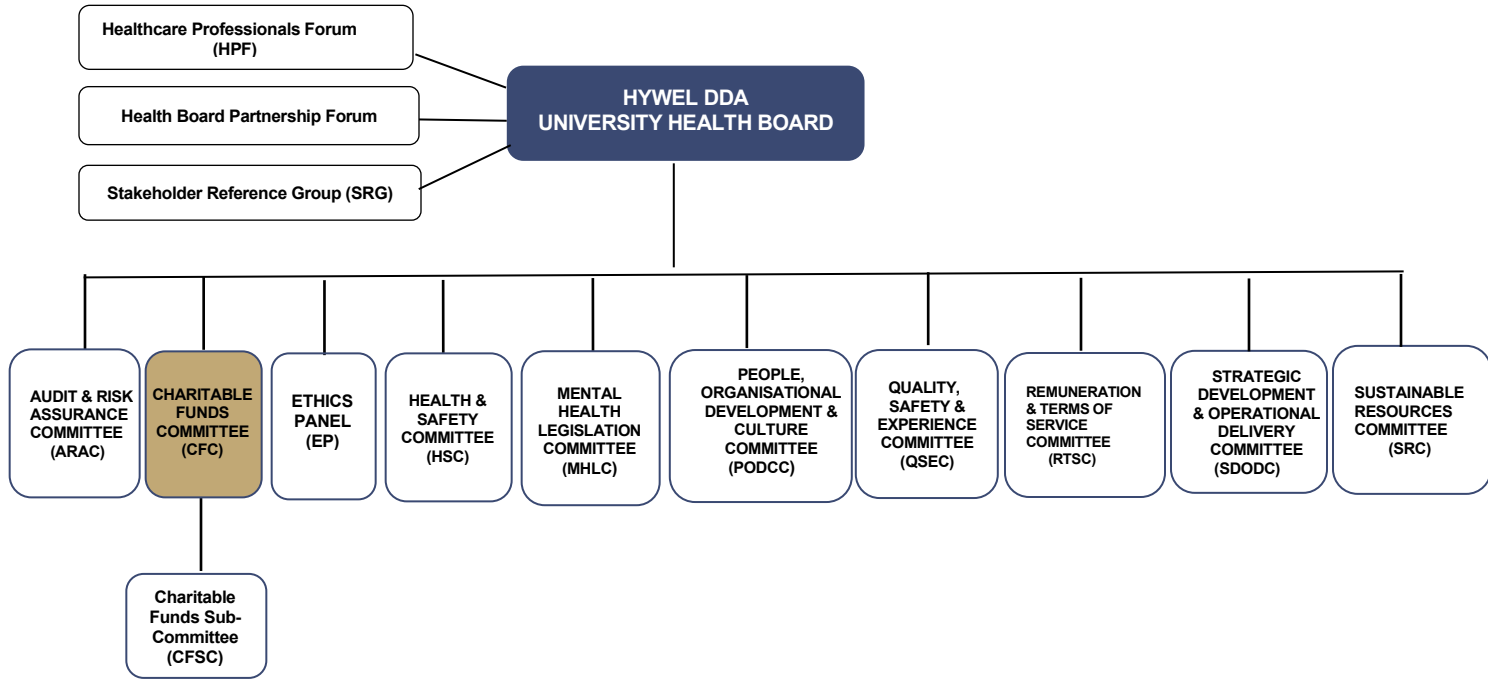 Healthcare Professionals Forum
(HPF)
Health Board Partnership Forum
Stakeholder Reference Group (SRG)
HYWEL DDA
UNIVERSITY HEALTH BOARD
AUDIT & RISK
ASSURANCE
COMMITTEE
(ARAC)
CHARITABLE
FUNDS
COMMITTEE
(CFC)
ETHICS
PANEL
(EP)
HEALTH &
SAFETY
COMMITTEE
(HSC)
MENTAL
HEALTH
LEGISLATION
COMMITTEE
(MHLC)
PEOPLE,
ORGANISATIONAL
DEVELOPMENT &
CULTURE
COMMITTEE
(PODCC)
QUALITY,
SAFETY &
EXPERIENCE
COMMITTEE
(QSEC)
REMUNERATION
& TERMS OF
SERVICE
COMMITTEE
(RTSC)
STRATEGIC
DEVELOPMENT
& OPERATIONAL
DELIVERY
COMMITTEE
(SDODC)
SUSTAINABLE
RESOURCES
COMMITTEE
(SRC)
Charitable
Funds Sub-
Committee
(CFSC)